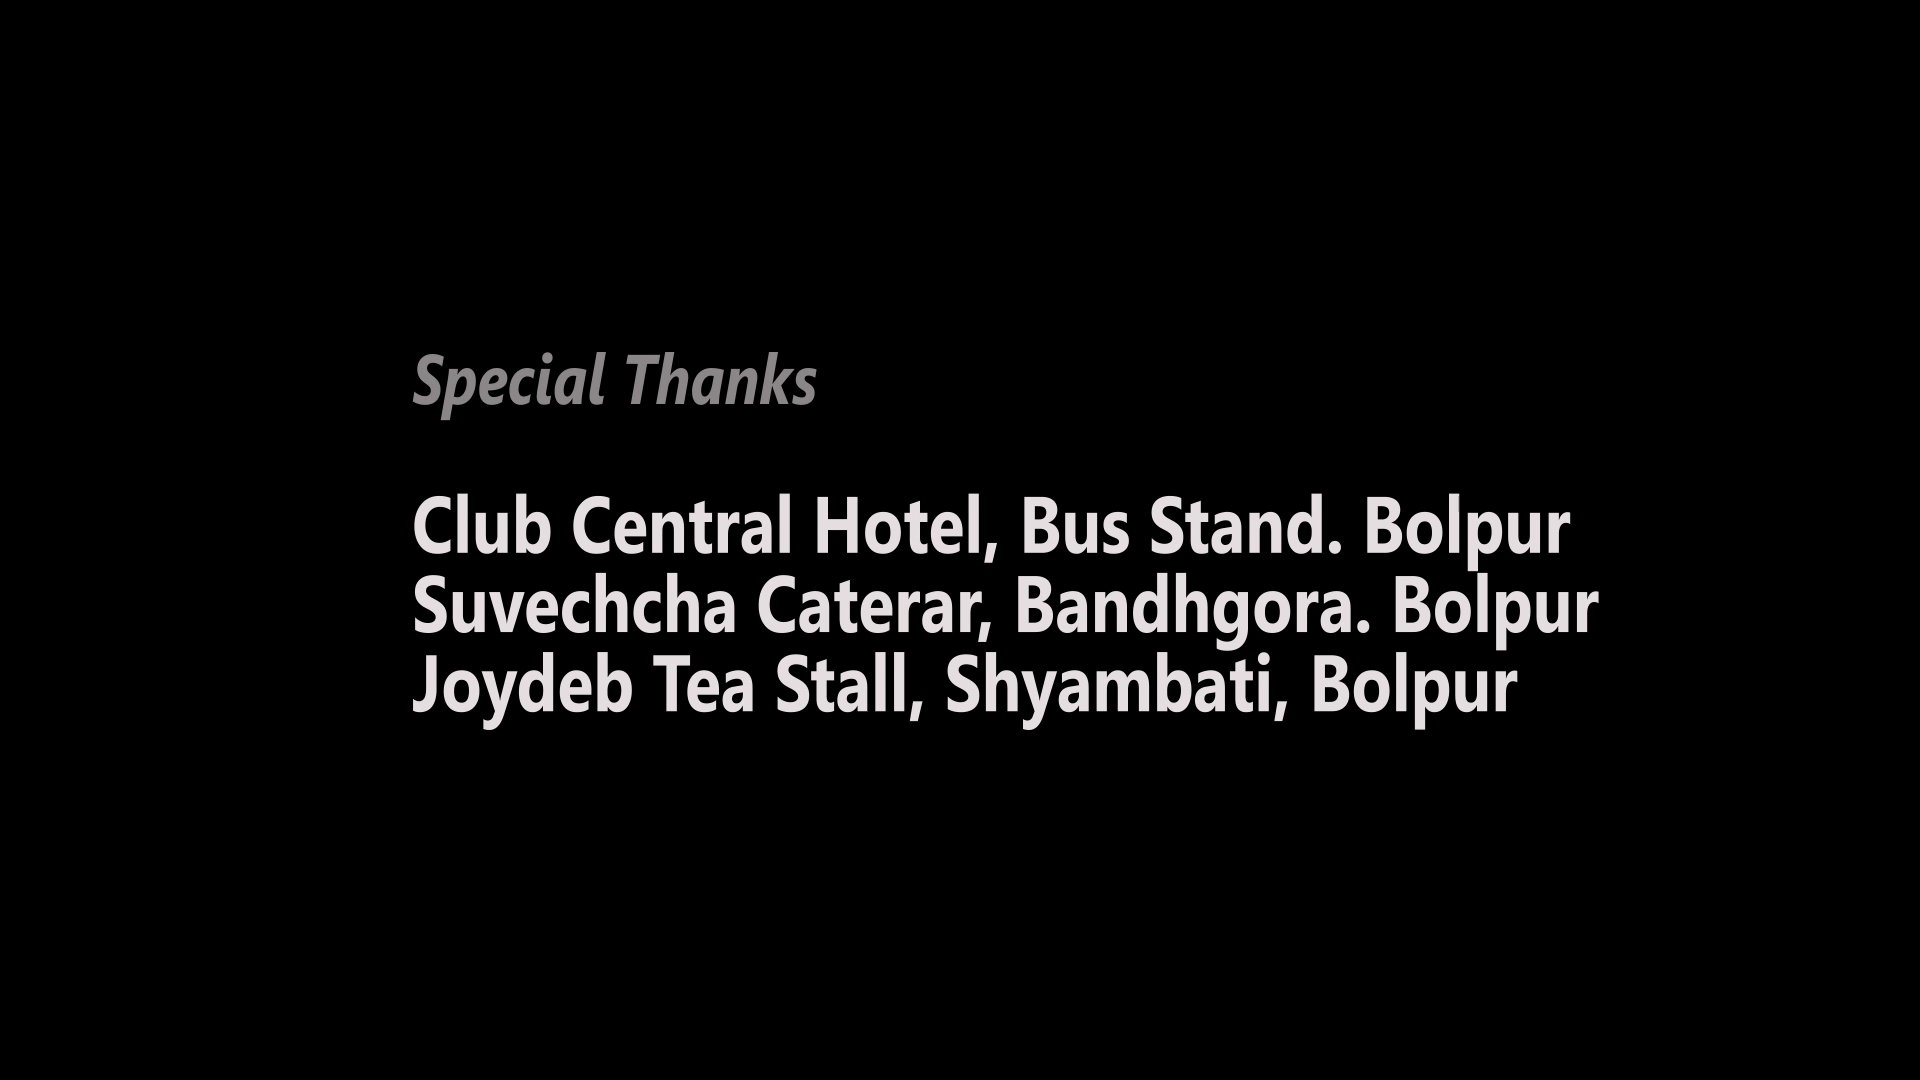 Special Thanks
Club Central Hotel, Bus Stand. Bolpur
Suvechcha Caterar, Bandhgora. Bolpur
Joydeb Tea Stall, Shyambati, Bolpur